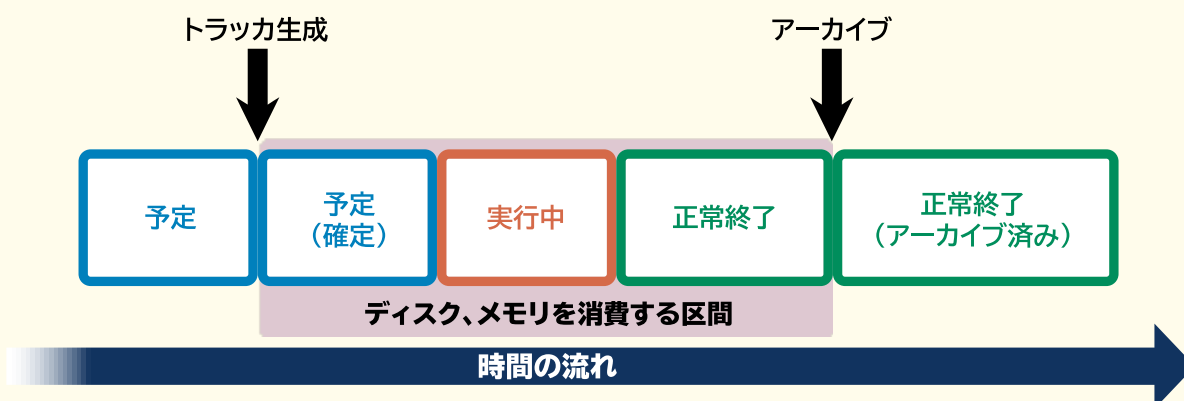 トラッカ生成
アーカイブ
予定
予定
（確定）
実行中
正常終了
正常終了
（アーカイブ済み）
ディスク、メモリを消費する区間
時間の流れ